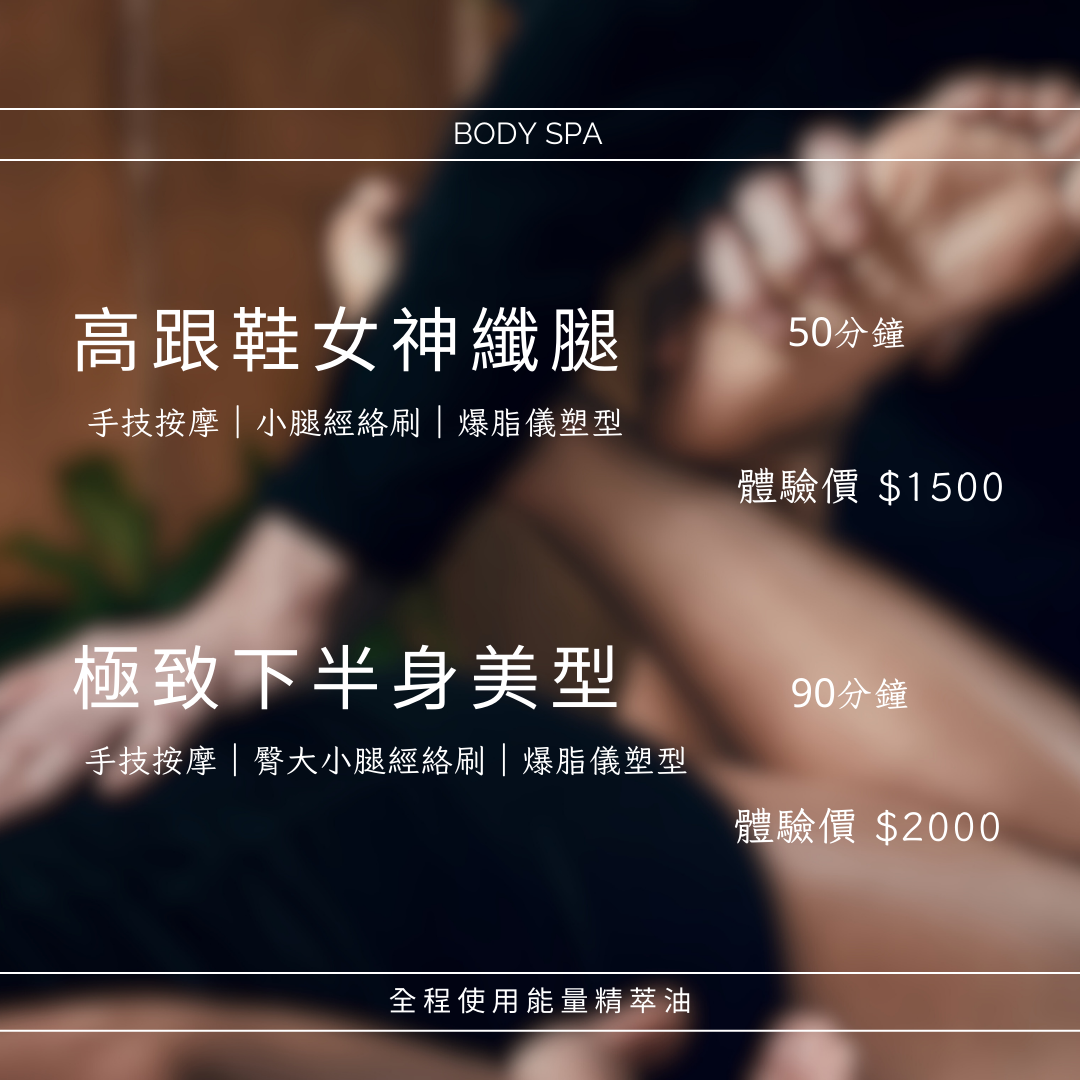 BODY SPA
高跟鞋女神纖腿
50分鐘
手技按摩｜小腿經絡刷｜爆脂儀塑型
體驗價 $1500
極致下半身美型
90分鐘
手技按摩｜臀大小腿經絡刷｜爆脂儀塑型
體驗價 $2000
全程使用能量精萃油